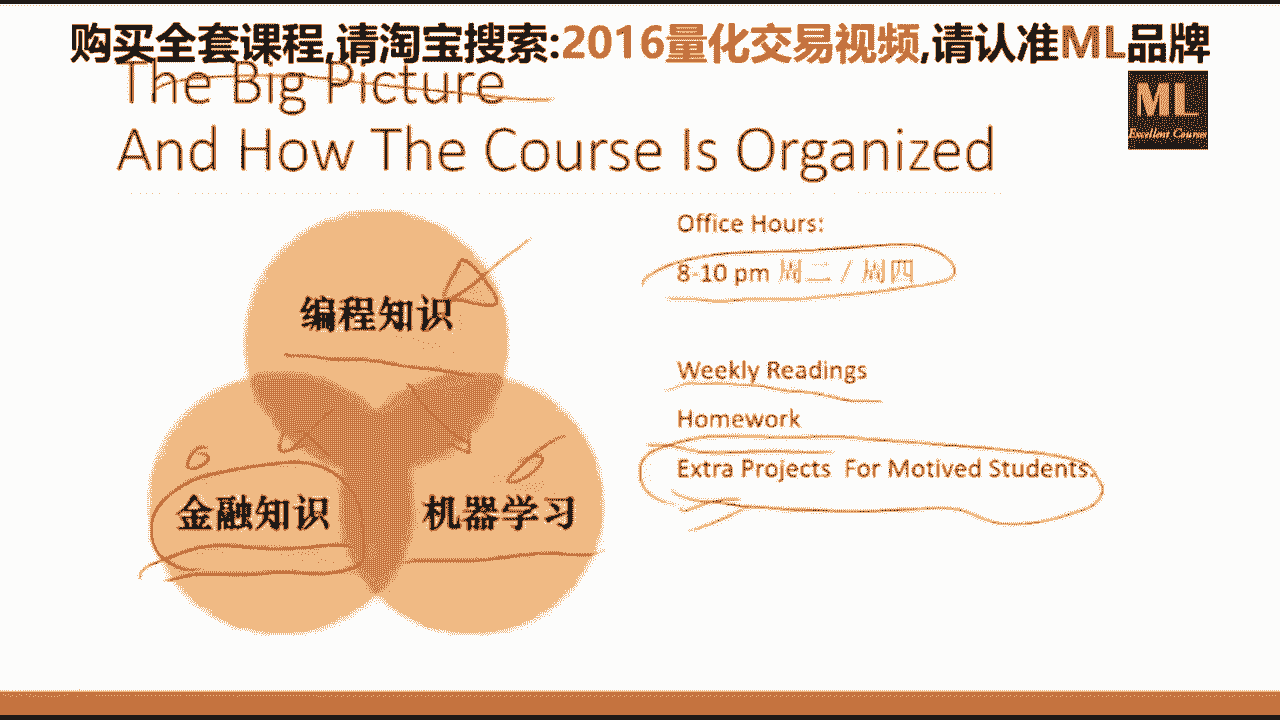 购买全套课程,请淘宝搜索:2016量化交易视频,请认准ML品牌
The Big Picture
And How The Course Is Organized
ML
Excellent Course
编程知识
金融知识
机器学习
Office Hours:
8-10 pm 周二 / 周四
Weekly Readings
Homework
Extra Projects For Motived Students.